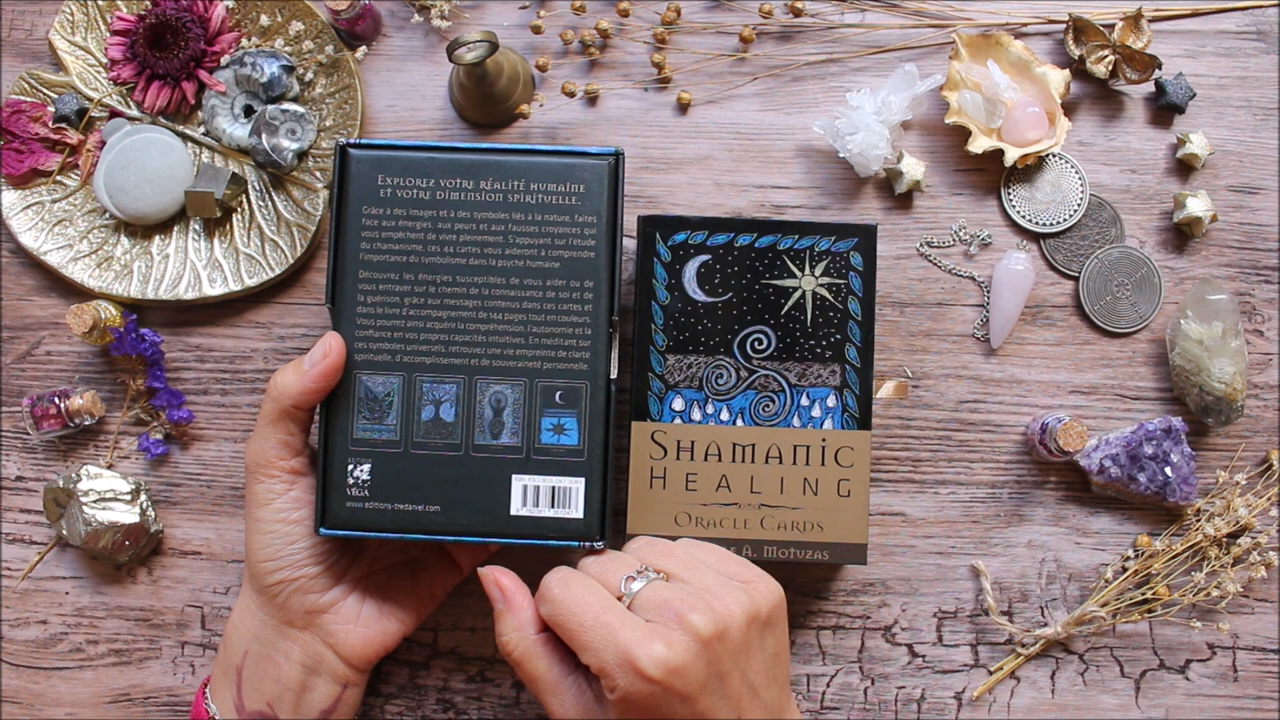 Explorez votre réalité humaine
et votre dimension spirituelle.
Grâce à des images et à des symboles liés à la nature, faites
face aux énergies, aux peurs et aux fausses croyances qui
vous empêchent de vivre pleinement. S'appuyant sur l'étude
du chamanisme, ces 44 cartes vous aideront à comprendre
l'importance du symbolisme dans la psyché humaine.
Découvrez les énergies susceptibles de vous aider ou de
vous entraver sur le chemin de la connaissance de soi et de
la guérison, grâce aux messages contenus dans ces cartes et
dans le livre d'accompagnement de 144 pages tout en couleurs.
Vous pourrez ainsi acquérir la compréhension, l'autonomie et la
confiance en vos propres capacités intuitives. En méditant sur
ces symboles universels, retrouvez une vie empreinte de clarté
spirituelle, d'accomplissement et de souveraineté personnelle.
VÉGA
www.editions-tredaniel.com
Shamanic
Healing
Oracle Cards
A. Motuzas